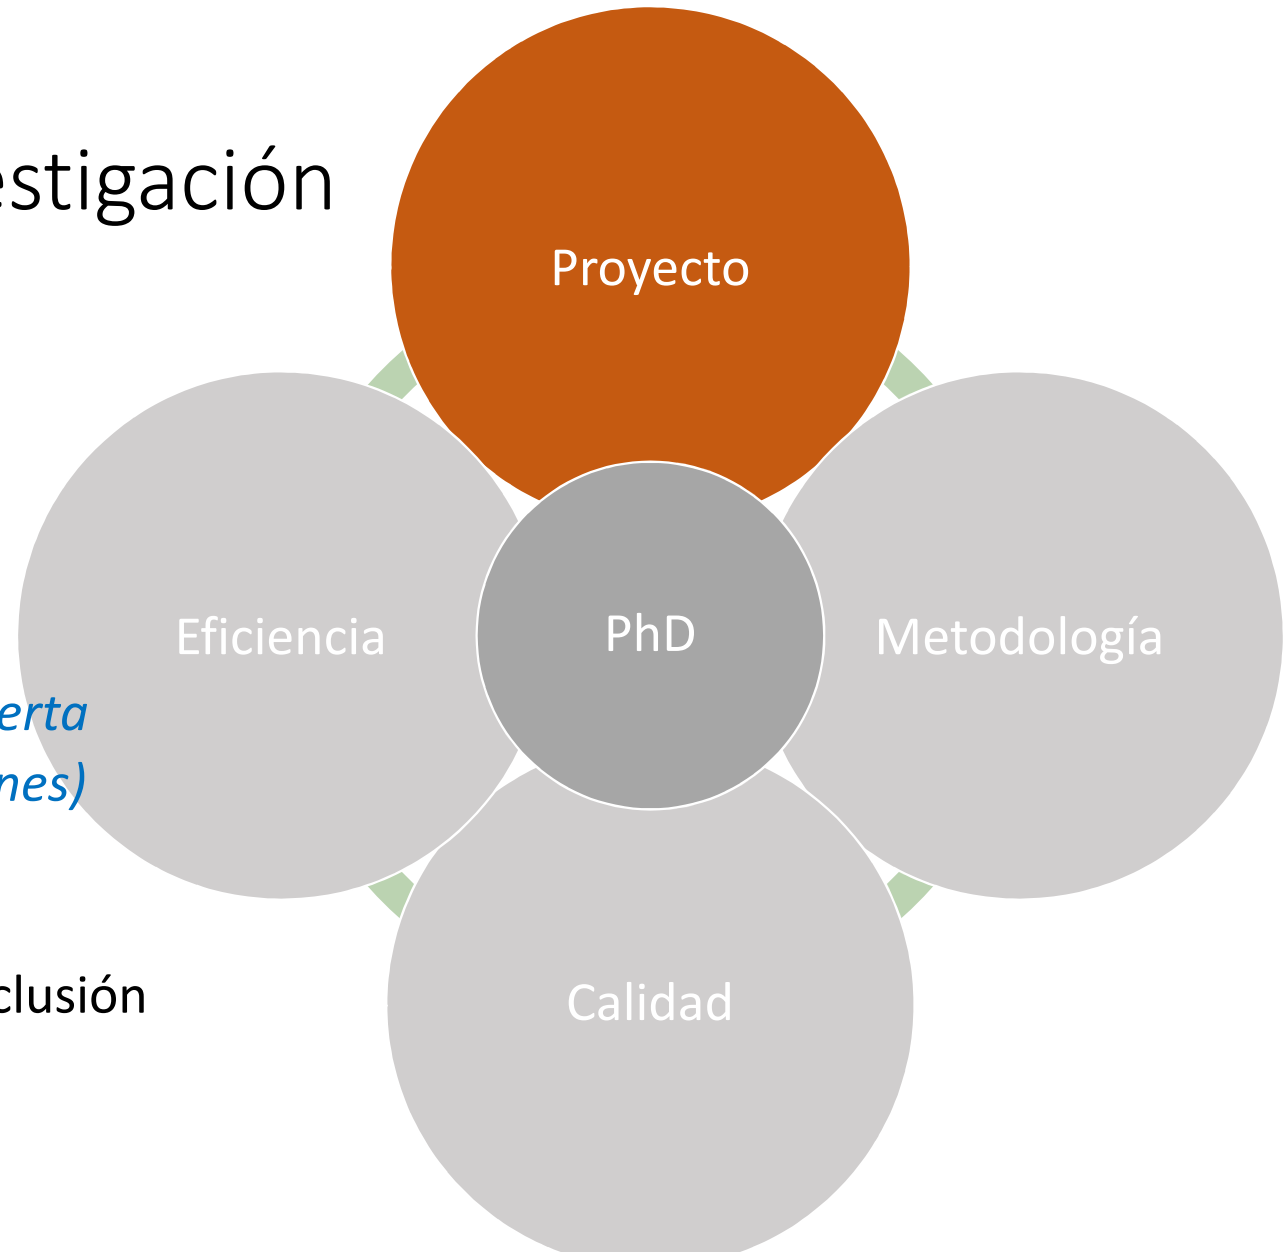 estigación
Proyecto
Eficiencia
PhD
Metodología
erta
nes)
clusión
Calidad